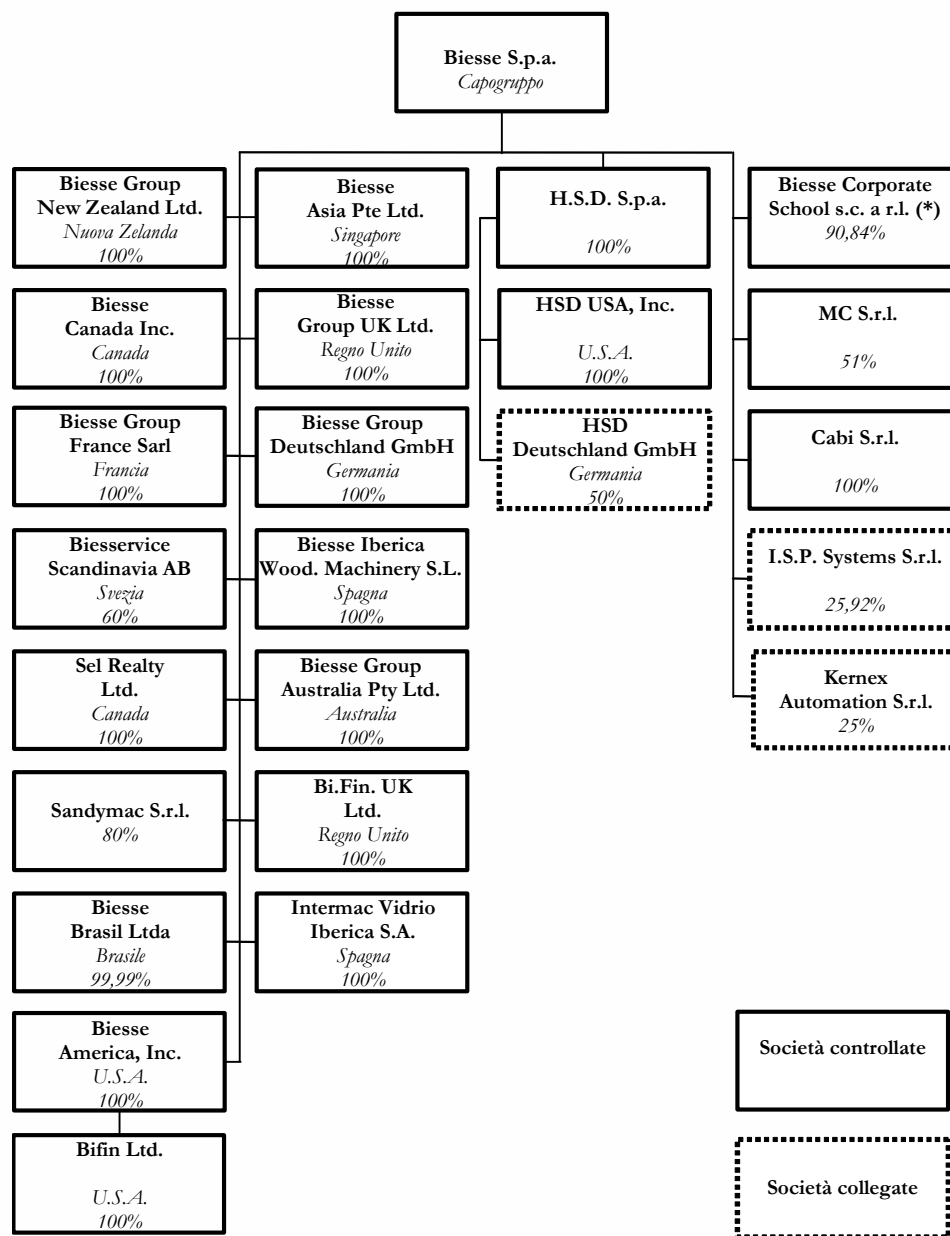 Biesse S.p.a.
Capogruppo
Biesse Group
New Zealand Ltd.
Nuova Zelanda
100%
Biesse
Asia Pte Ltd.
Singapore
100%
H.S.D. S.p.a.
100%
Biesse Corporate
School s.c. a r.l. (*)
90,84%
Biesse
Canada Inc.
Canada
100%
Biesse
Group UK Ltd.
Regno Unito
100%
HSD USA, Inc.
U.S.A.
100%
MC S.r.l.
51%
Biesse Group
France Sarl
Francia
100%
Biesse Group
Deutschland GmbH
Germania
100%
HSD
Deutschland GmbH
Germania
50%
Cabi S.r.l.
100%
Biesservice
Scandinavia AB
Svezia
60%
Biesse Iberica
Wood. Machinery S.L.
Spagna
100%
I.S.P. Systems S.r.l.
25,92%
Sel Realty
Ltd.
Canada
100%
Biesse Group
Australia Pty Ltd.
Australia
100%
Kernex
Automation S.r.l.
25%
Sandymac S.r.l.
80%
Bi.Fin. UK
Ltd.
Regno Unito
100%
Biesse
Brasil Ltda
Brasile
99,99%
Intermac Vidrio
Iberica S.A.
Spagna
100%
Biesse
America, Inc.
U.S.A.
100%
Società controllate
Bifin Ltd.
U.S.A.
100%
Società collegate